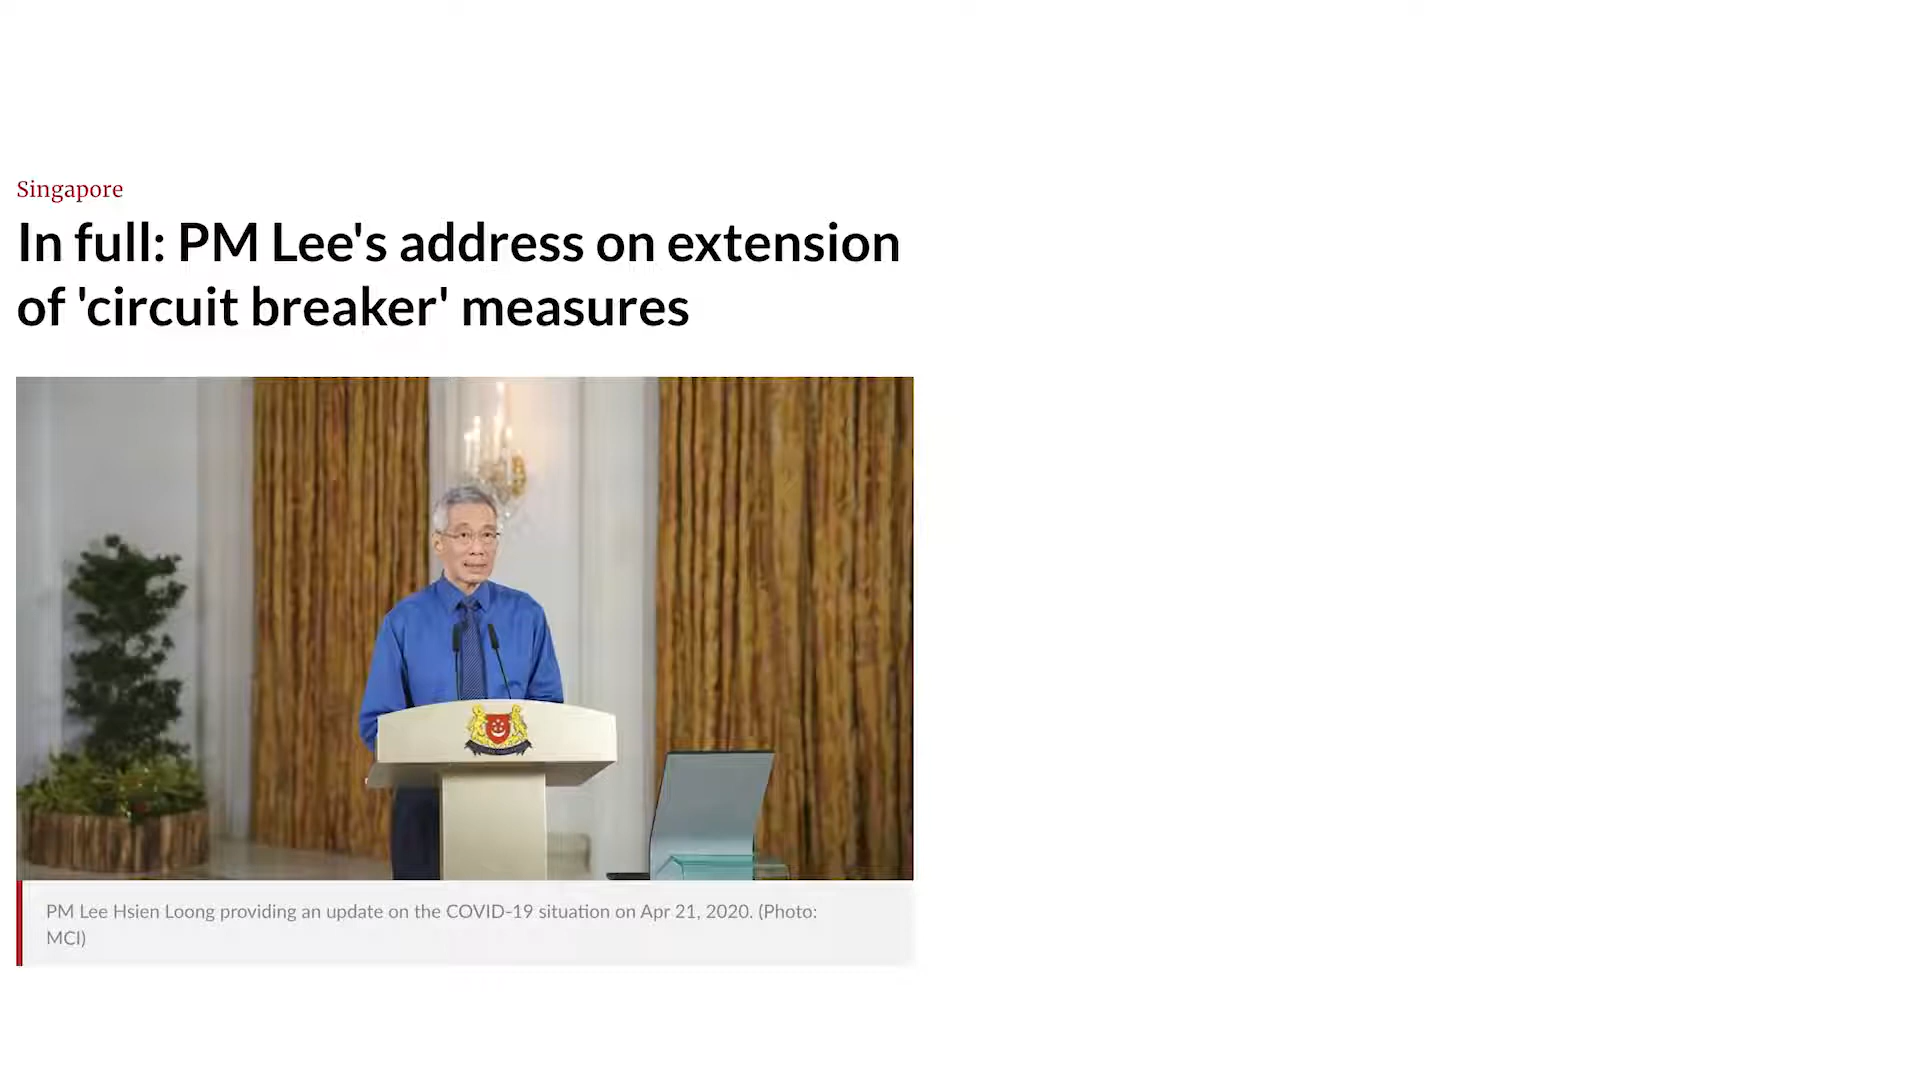 Singapore
In full: PM Lee's address on extension
of 'circuit breaker' measures
PM Lee Hsien Loong providing an update on the COVID-19 situation on Apr 21, 2020. (Photo:
MCI)